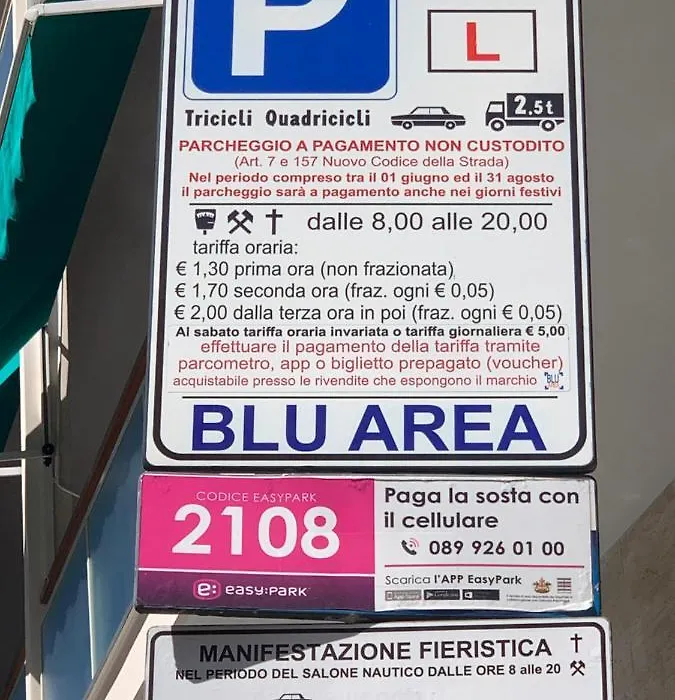 P
L
Tricicli Quadricicli
2.5t
PARCHEGGIO A PAGAMENTO NON CUSTODITO
(Art. 7 e 157 Nuovo Codice della Strada)
Nel periodo compreso tra il 01 giugno ed il 31 agosto
il parcheggio sarà a pagamento anche nei giorni festivi
dalle 8,00 alle 20,00
tariffa oraria:
€ 1,30 prima ora (non frazionata)
€ 1,70 seconda ora (fraz. ogni € 0,05)
€ 2,00 dalla terza ora in poi (fraz. ogni € 0,05)
Al sabato tariffa oraria invariata o tariffa giornaliera € 5,00
effettuare il pagamento della tariffa tramite
parcometro, app o biglietto prepagato (voucher)
acquistabile presso le rivendite che espongono il marchio BLU
BLU AREA
CODICE EASYPARK
2108
e: easy:PARK
Paga la sosta con
il cellulare
089 926 01 00
Scarica l'APP EasyPark
MANIFESTAZIONE FIERISTICA
NEL PERIODO DEL SALONE NAUTICO DALLE ORE 8 alle 20